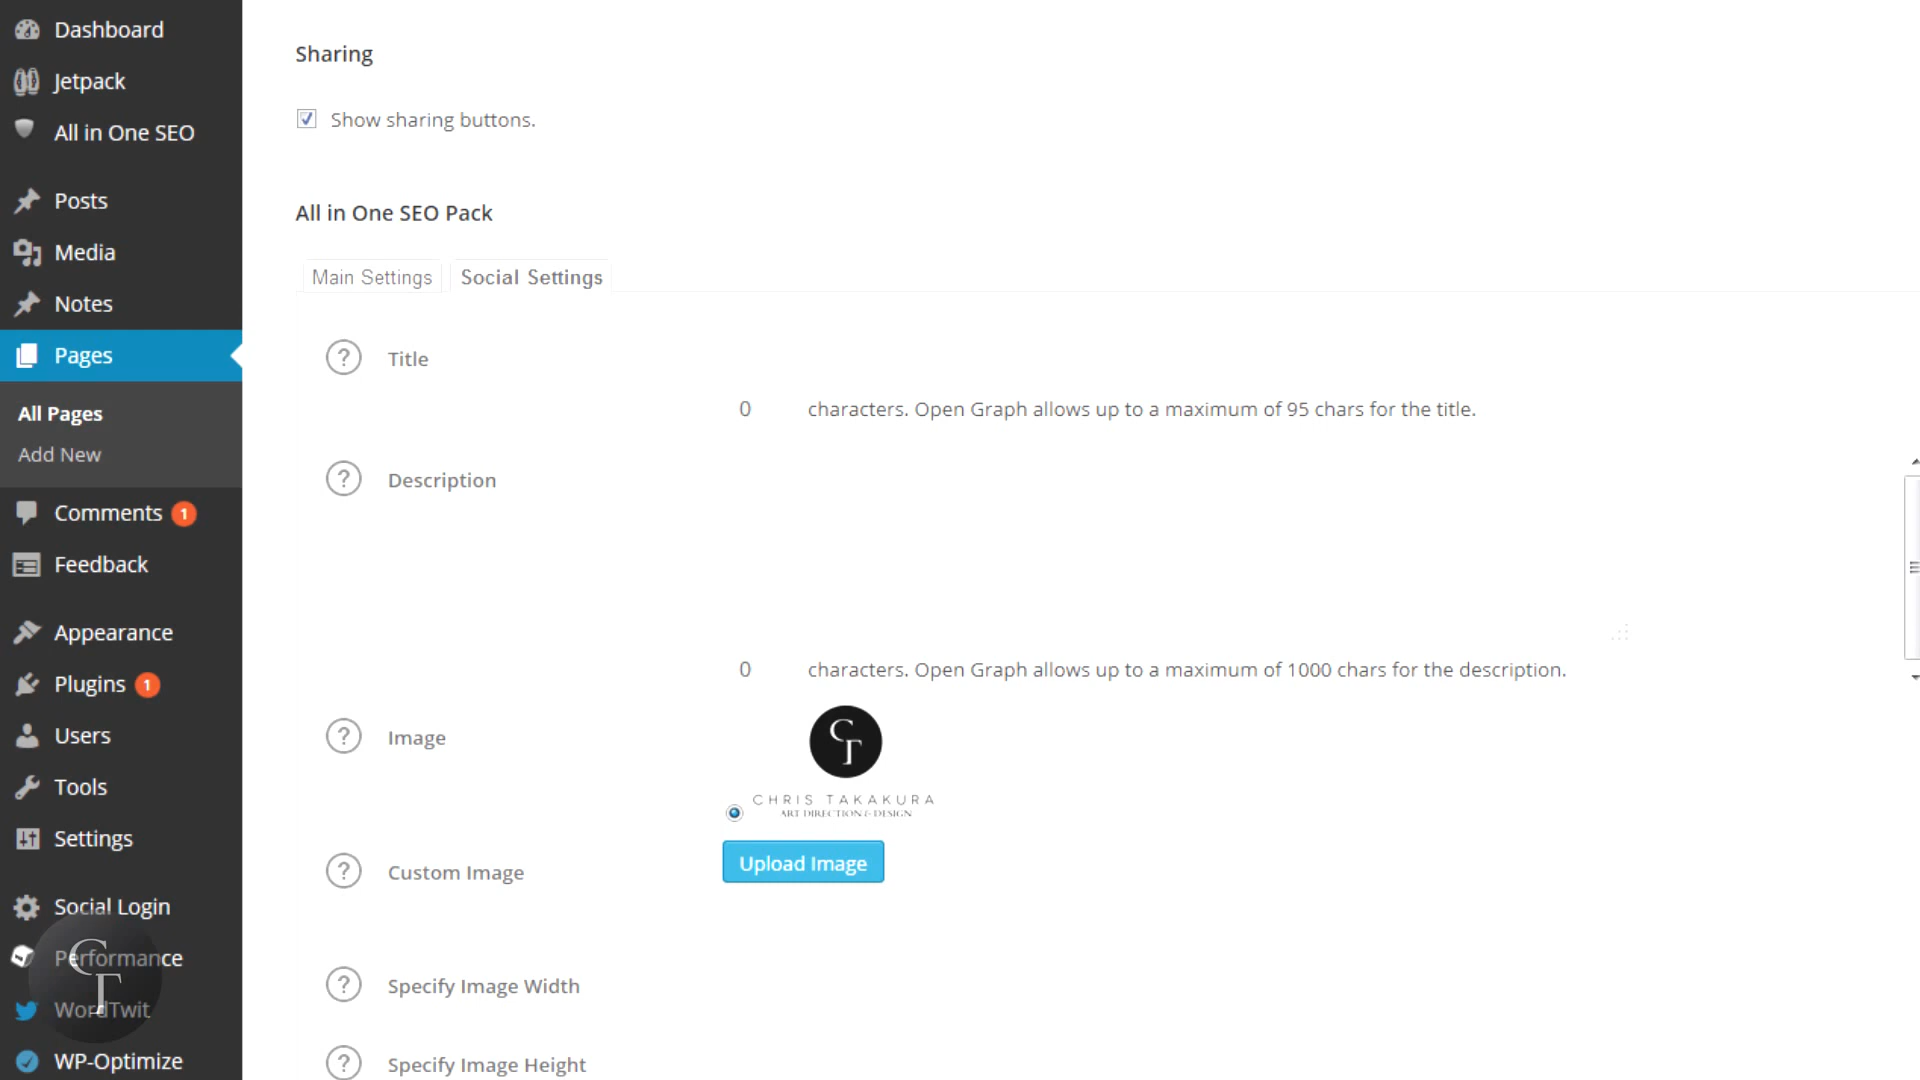 Dashboard
Jetpack
All in One SEO
Posts
Media
Notes
Pages
All Pages
Add New
Comments 1
Feedback
Appearance
Plugins 1
Users
Tools
Settings
Social Login
Performance
WordTwit
WP-Optimize
CT
Sharing
Show sharing buttons.
All in One SEO Pack
Main Settings Social Settings
? Title
0 characters. Open Graph allows up to a maximum of 95 chars for the title.
? Description
0 characters. Open Graph allows up to a maximum of 1000 chars for the description.
? Image
CT
CHRIS TAKAKURA
ART DIRECTION & DESIGN
? Custom Image Upload Image
? Specify Image Width
? Specify Image Height